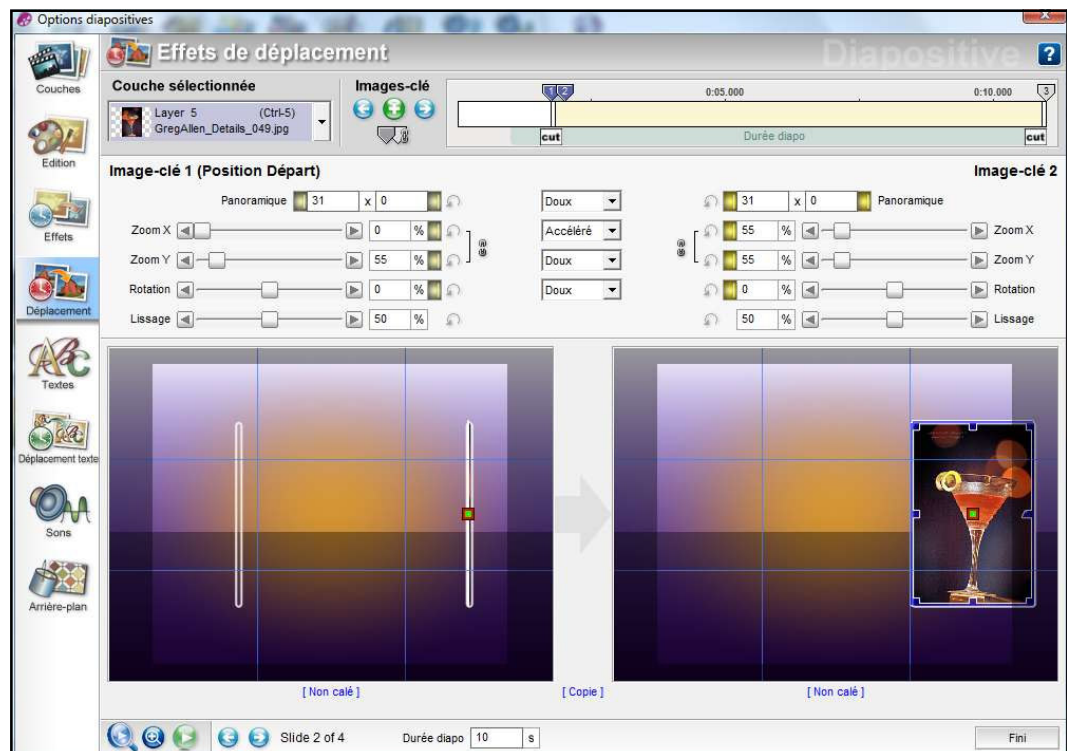 Options diapositives
X
Couches
Edition
Effets
Déplacement
Textes
Déplacement texte
Sons
Arrière-plan
Effets de déplacement
Diapositive
?
Couche sélectionnée
Layer 5 (Ctrl-5)
GregAllen_Details_049.jpg
Images-clé
1 2 0:05.000 0:10.000 3
cut Durée diapo cut
Image-clé 1 (Position Départ) Image-clé 2
Panoramique 31 x 0 Doux 31 x 0 Panoramique
Zoom X 0 % Accéléré 55 % Zoom X
Zoom Y 55 % Doux 55 % Zoom Y
Rotation 0 % Doux 0 % Rotation
Lissage 50 % 50 % Lissage
[ Non calé ] [ Copie ] [ Non calé ]
Slide 2 of 4 Durée diapo 10 s Fini